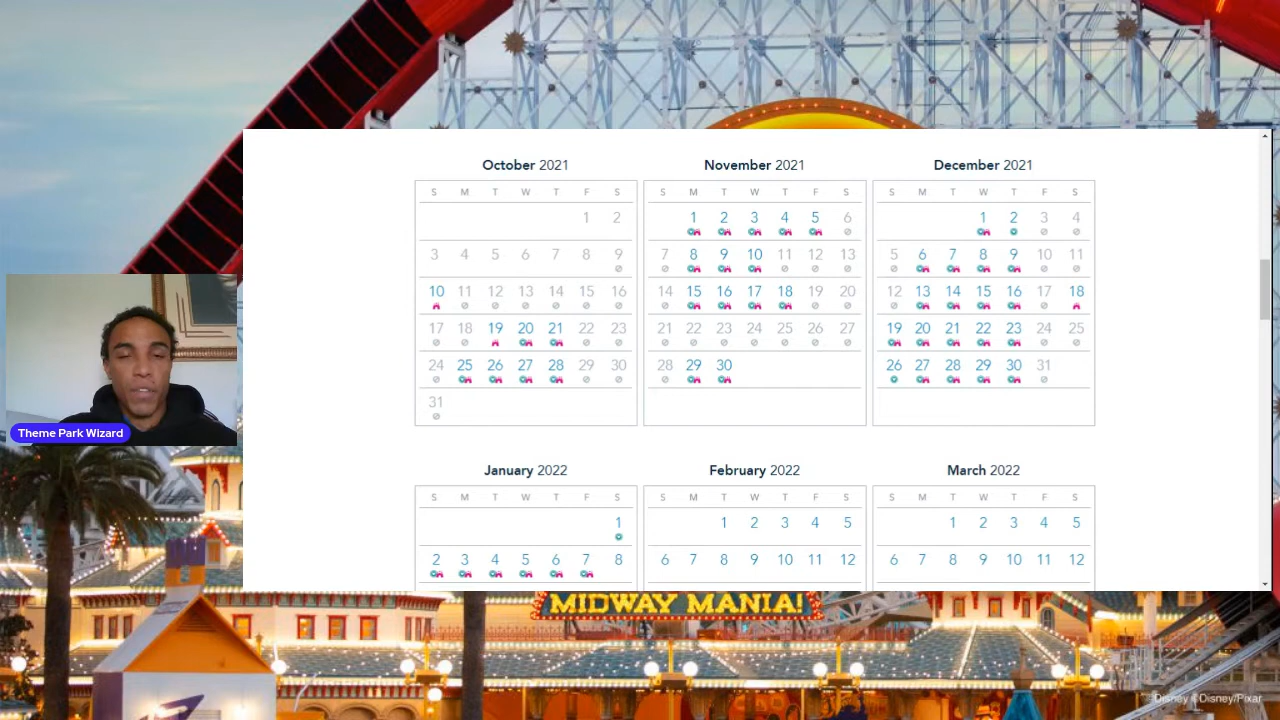 October 2021 November 2021 December 2021
S M T W T F S S M T W T F S S M T W T F S
1 2 1 2 3 4 5 6 1 2 3 4
3 4 5 6 7 8 9 7 8 9 10 11 12 13 5 6 7 8 9 10 11
10 11 12 13 14 15 16 14 15 16 17 18 19 20 12 13 14 15 16 17 18
17 18 19 20 21 22 23 21 22 23 24 25 26 27 19 20 21 22 23 24 25
24 25 26 27 28 29 30 28 29 30 26 27 28 29 30 31
31
Theme Park Wizard
January 2022 February 2022 March 2022
S M T W T F S S M T W T F S S M T W T F S
1 1 2 3 4 5 1 2 3 4 5
2 3 4 5 6 7 8 6 7 8 9 10 11 12 6 7 8 9 10 11 12
MIDWAY MANIA!
©Disney ©Disney/Pixar